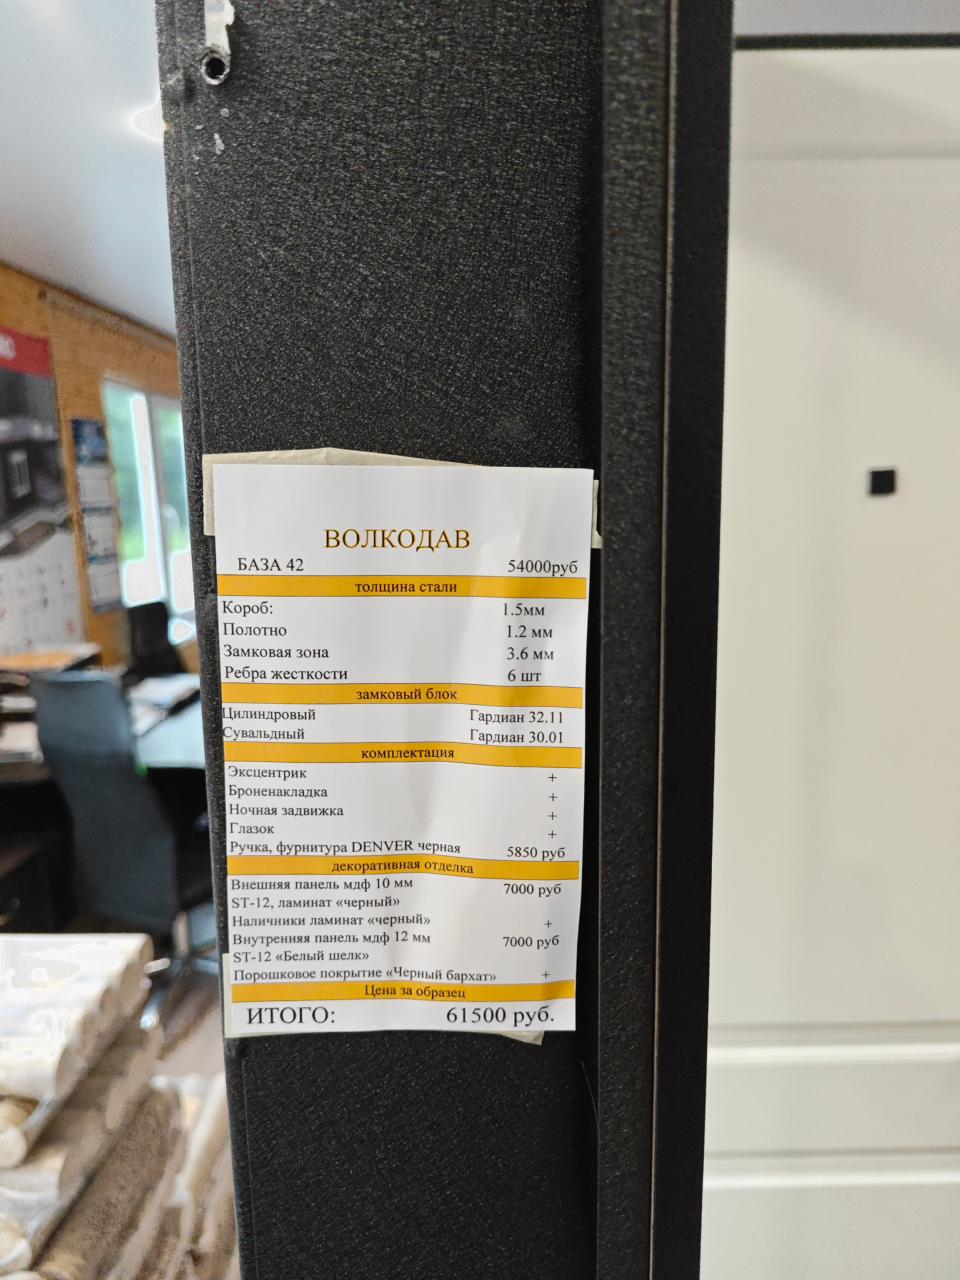 ВОЛКОДАВ
БАЗА 42 54000руб
толщина стали
Короб: 1.5мм
Полотно 1.2 мм
Замковая зона 3.6 мм
Ребра жесткости 6 шт
замковый блок
Цилиндровый Гардиан 32.11
Сувальдный Гардиан 30.01
комплектация
Эксцентрик +
Броненакладка +
Ночная задвижка +
Глазок +
Ручка, фурнитура DENVER черная 5850 руб
декоративная отделка
Внешняя панель мдф 10 мм 7000 руб
ST-12, ламинат «черный»
Наличники ламинат «черный» +
Внутренняя панель мдф 12 мм 7000 руб
ST-12 «Белый шелк»
Порошковое покрытие «Черный бархат» +
Цена за образец
ИТОГО: 61500 руб.